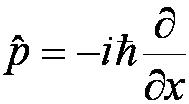 p̂ = −iħ ∂/∂x